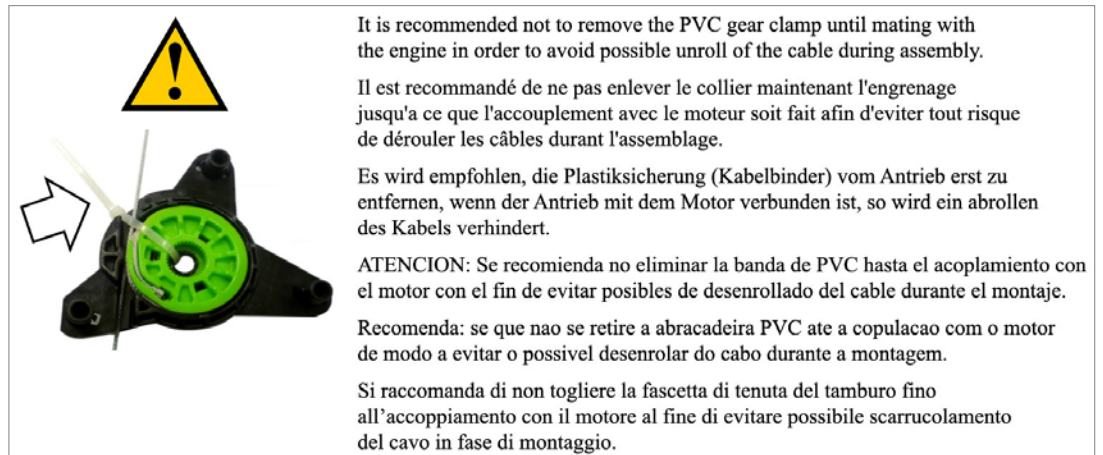 It is recommended not to remove the PVC gear clamp until mating with
the engine in order to avoid possible unroll of the cable during assembly.
Il est recommandé de ne pas enlever le collier maintenant l'engrenage
jusqu'a ce que l'accouplement avec le moteur soit fait afin d'eviter tout risque
de dérouler les câbles durant l'assemblage.
Es wird empfohlen, die Plastiksicherung (Kabelbinder) vom Antrieb erst zu
entfernen, wenn der Antrieb mit dem Motor verbunden ist, so wird ein abrollen
des Kabels verhindert.
ATENCION: Se recomienda no eliminar la banda de PVC hasta el acoplamiento con
el motor con el fin de evitar posibles de desenrollado del cable durante el montaje.
Recomenda: se que nao se retire a abracadeira PVC ate a copulacao com o motor
de modo a evitar o possivel desenrolar do cabo durante a montagem.
Si raccomanda di non togliere la fascetta di tenuta del tamburo fino
all’accoppiamento con il motore al fine di evitare possibile scarrucolamento
del cavo in fase di montaggio.